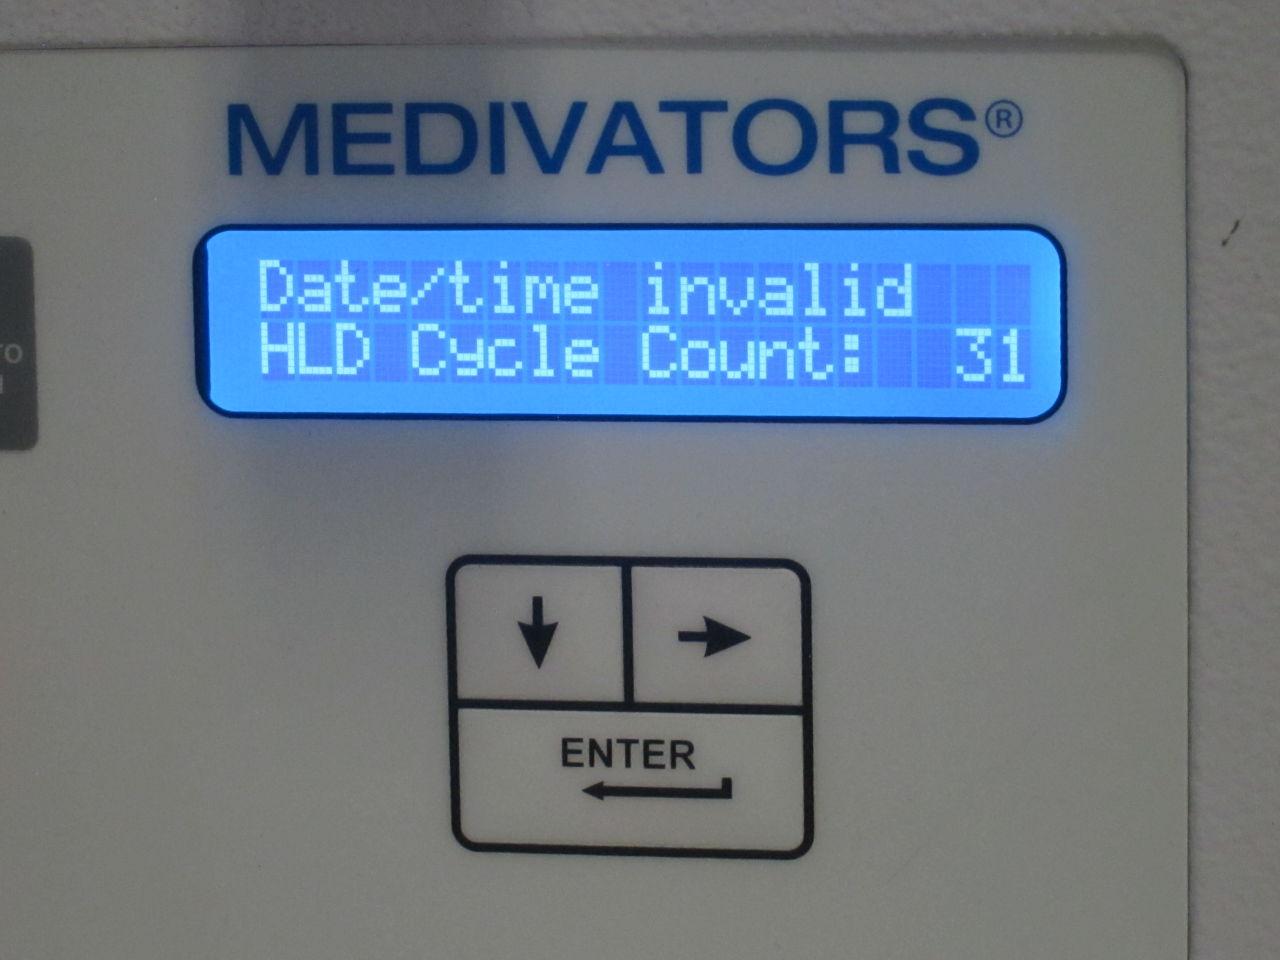 MEDIVATORS®
Date/time invalid
HLD Cycle Count: 31
ENTER